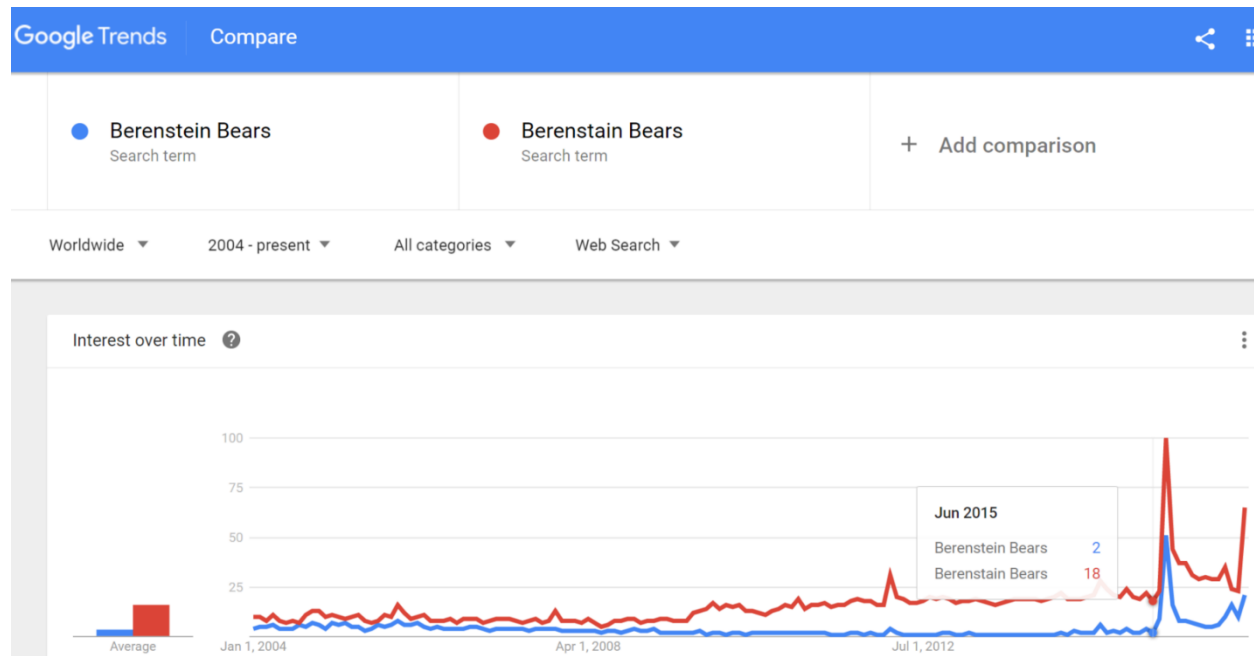 Google Trends Compare
Berenstein Bears
Search term
Berenstain Bears
Search term
+ Add comparison
Worldwide 2004 - present All categories Web Search
Interest over time ?
100
75
50
25
Jun 2015
Berenstein Bears 2
Berenstain Bears 18
Average Jan 1, 2004 Apr 1, 2008 Jul 1, 2012